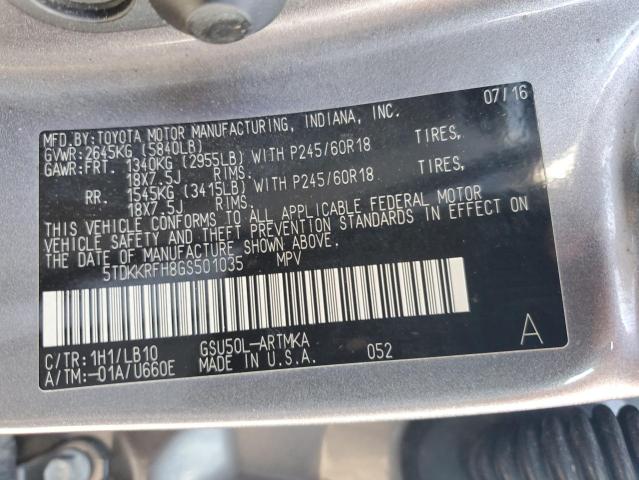 07/16
MFD.BY:TOYOTA MOTOR MANUFACTURING, INDIANA, INC.
GVWR:2645KG (5840LB)
GAWR:FRT. 1340KG (2955LB) WITH P245/60R18 TIRES,
18X7.5J RIMS.
RR. 1545KG (3415LB) WITH P245/60R18 TIRES,
18X7.5J RIMS.
THIS VEHICLE CONFORMS TO ALL APPLICABLE FEDERAL MOTOR
VEHICLE SAFETY AND THEFT PREVENTION STANDARDS IN EFFECT ON
THE DATE OF MANUFACTURE SHOWN ABOVE.
5TDKKRFH8GS501035 MPV
C/TR:1H1/LB10 GSU50L-ARTMKA
A/TM:-01A/U660E MADE IN U.S.A. 052
A